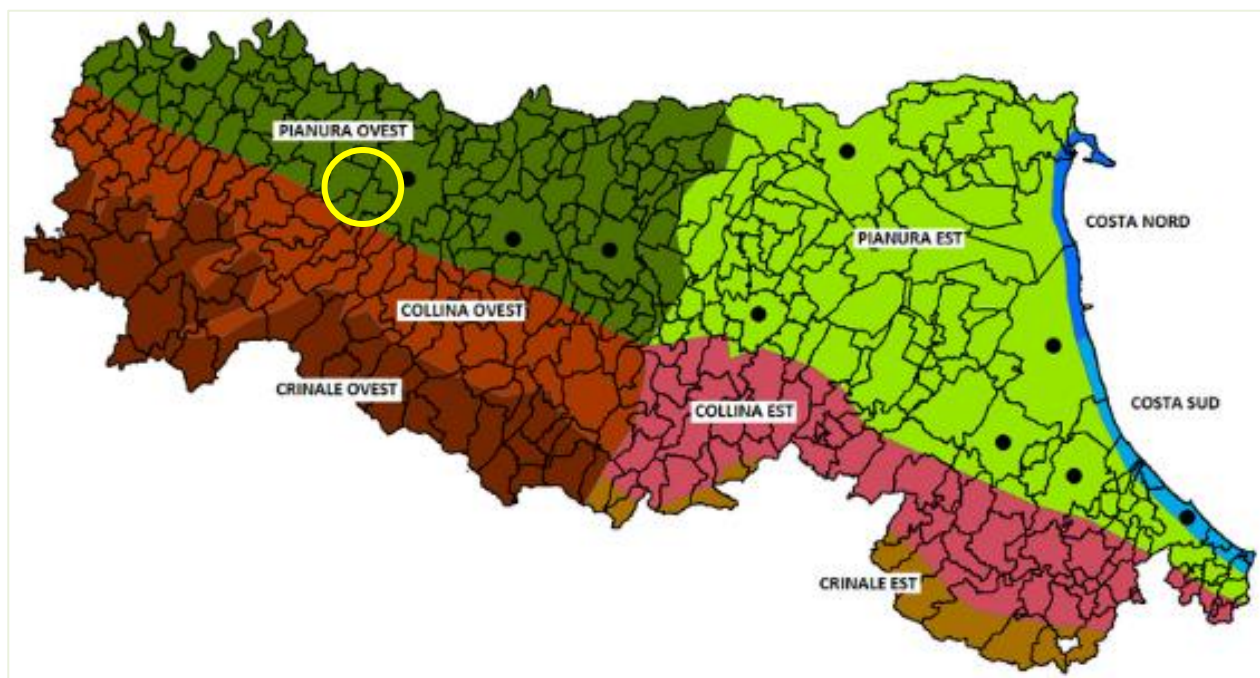 PIANURA OVEST
COSTA NORD
PIANURA EST
COLLINA OVEST
CRINALE OVEST
COLLINA EST
COSTA SUD
CRINALE EST